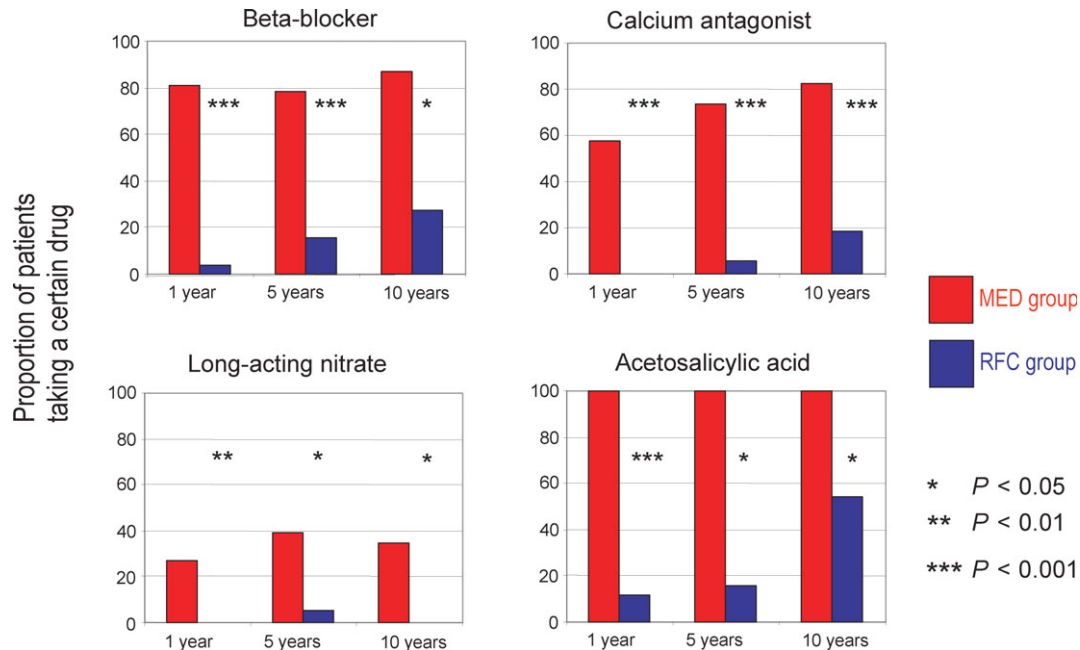 Proportion of patients
taking a certain drug
Beta-blocker
100
80
60
40
20
0
*** *** *
1 year 5 years 10 years
Calcium antagonist
100
80
60
40
20
0
*** *** ***
1 year 5 years 10 years
Long-acting nitrate
100
80
60
40
20
0
** * *
1 year 5 years 10 years
Acetosalicylic acid
100
80
60
40
20
0
*** * *
1 year 5 years 10 years
MED group
RFC group
* P < 0.05
** P < 0.01
*** P < 0.001